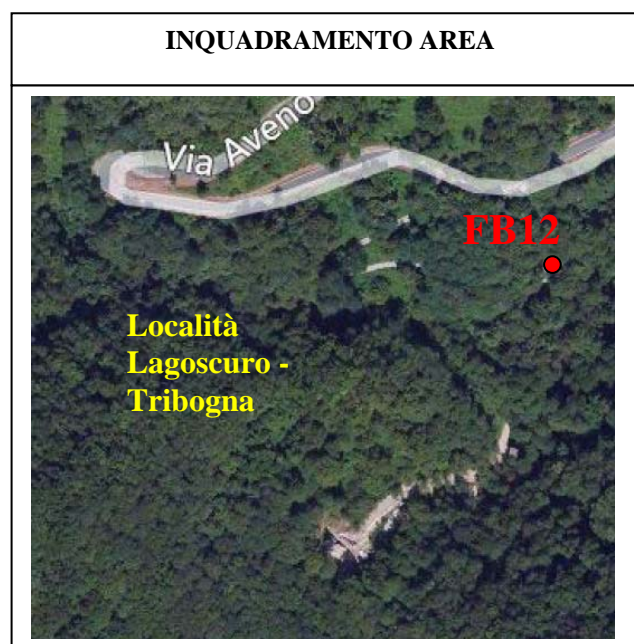 INQUADRAMENTO AREA
Via Aveno
FB12
Località
Lagoscuro -
Tribogna